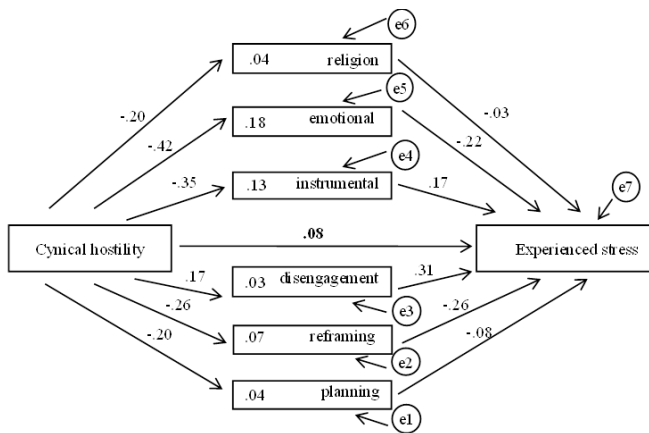 e6
.04 religion
-.20
-.03
e5
.18 emotional
-.42
-.22
e4
.13 instrumental
-.35
.17
e7
Cynical hostility
.08
Experienced stress
.17
.03 disengagement
.31
e3
-.26
.07 reframing
-.26
e2
-.20
-.08
.04 planning
e1